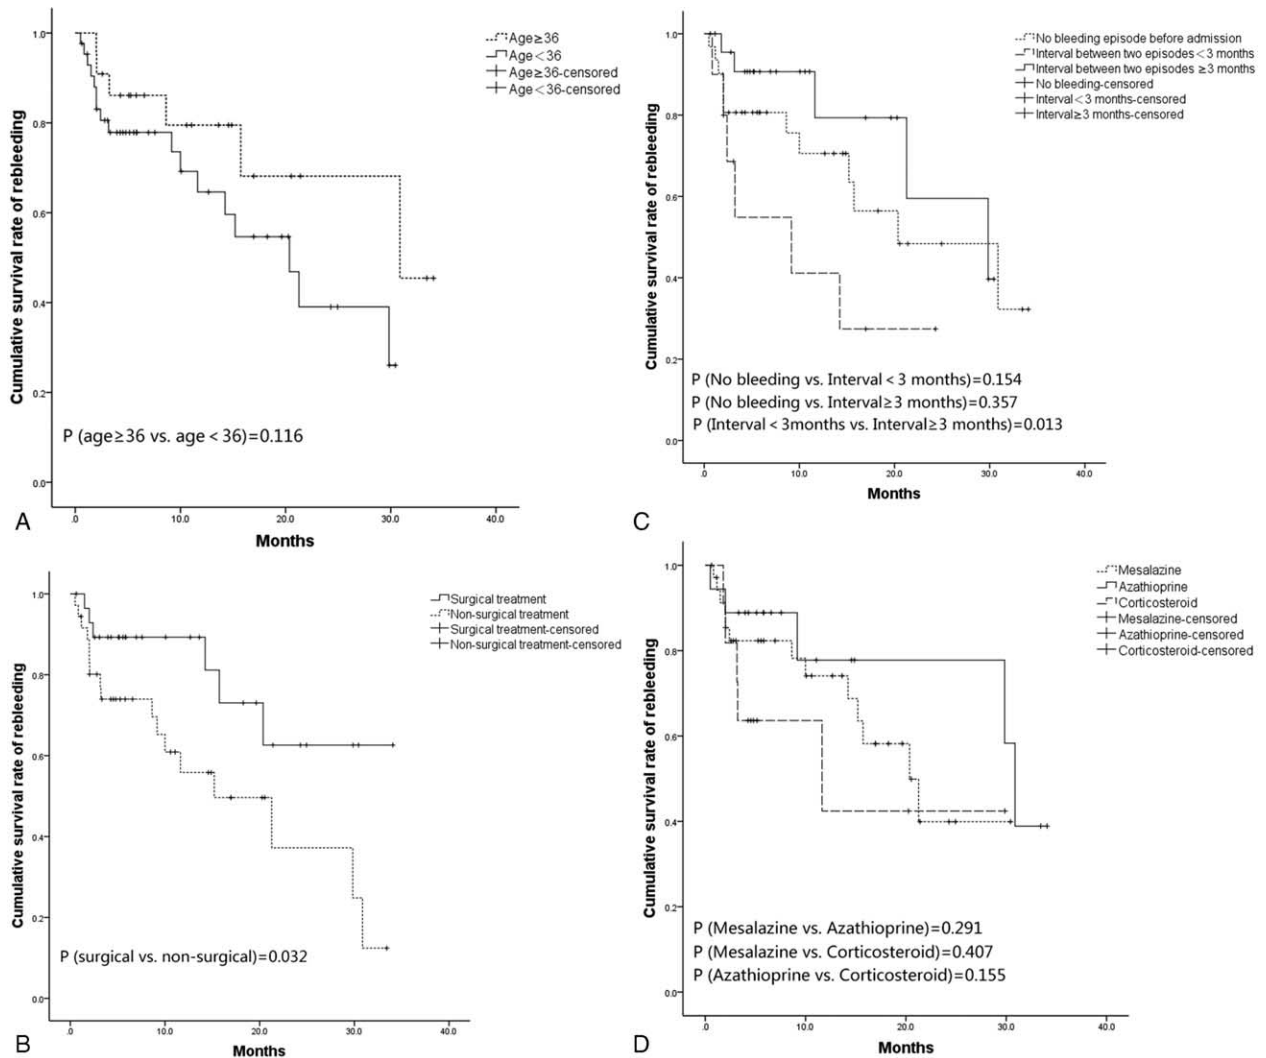 Cumulative survival rate of rebleeding
1.0
0.8
0.6
0.4
0.2
0.0
Age≥36
Age<36
Age≥36-censored
Age<36-censored
P (age≥36 vs. age<36)=0.116
.0 10.0 20.0 30.0 40.0
Months
A
Cumulative survival rate of rebleeding
1.0
0.8
0.6
0.4
0.2
0.0
Surgical treatment
Non-surgical treatment
Surgical treatment-censored
Non-surgical treatment-censored
P (surgical vs. non-surgical)=0.032
.0 10.0 20.0 30.0 40.0
Months
B
Cumulative survival rate of rebleeding
1.0
0.8
0.6
0.4
0.2
0.0
No bleeding episode before admission
Interval between two episodes<3 months
Interval between two episodes ≥3 months
No bleeding-censored
Interval<3 months-censored
Interval≥3 months-censored
P (No bleeding vs. Interval<3 months)=0.154
P (No bleeding vs. Interval≥3 months)=0.357
P (Interval<3months vs. Interval≥3 months)=0.013
.0 10.0 20.0 30.0 40.0
Months
C
Cumulative survival rate of rebleeding
1.0
0.8
0.6
0.4
0.2
0.0
Mesalazine
Azathioprine
Corticosteroid
Mesalazine-censored
Azathioprine-censored
Corticosteroid-censored
P (Mesalazine vs. Azathioprine)=0.291
P (Mesalazine vs. Corticosteroid)=0.407
P (Azathioprine vs. Corticosteroid)=0.155
.0 10.0 20.0 30.0 40.0
Months
D